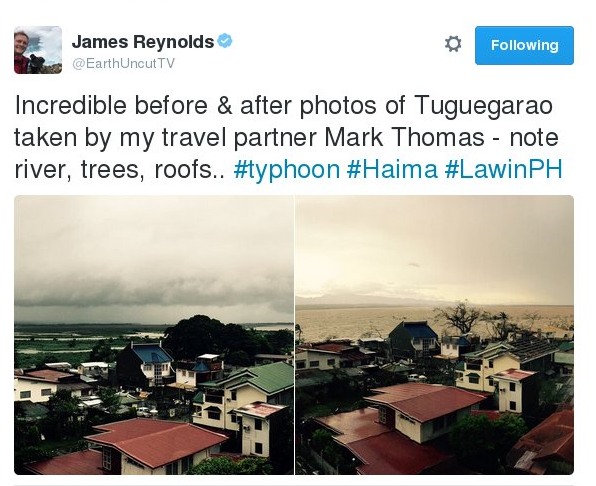 James Reynolds
@EarthUncutTV
Following
Incredible before & after photos of Tuguegarao
taken by my travel partner Mark Thomas - note
river, trees, roofs.. #typhoon #Haima #LawinPH